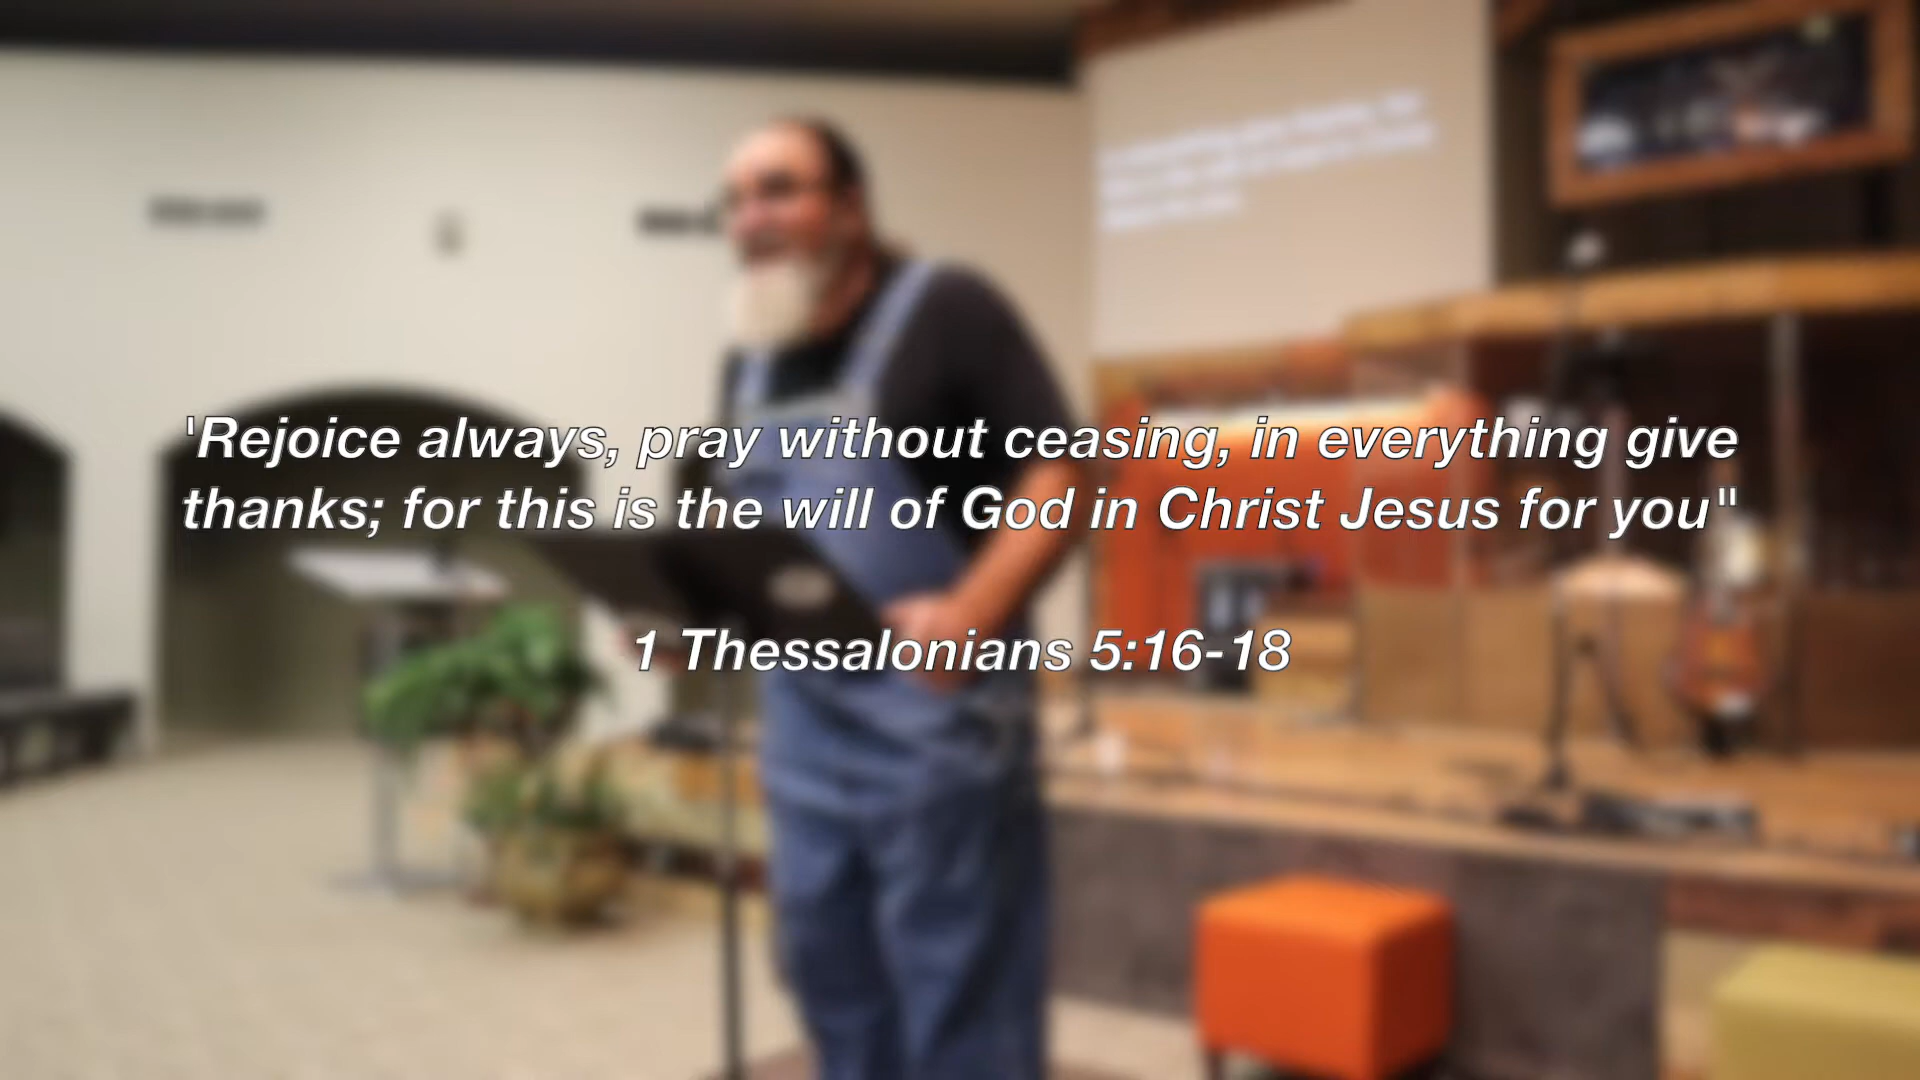 'Rejoice always, pray without ceasing, in everything give
thanks; for this is the will of God in Christ Jesus for you"
1 Thessalonians 5:16-18